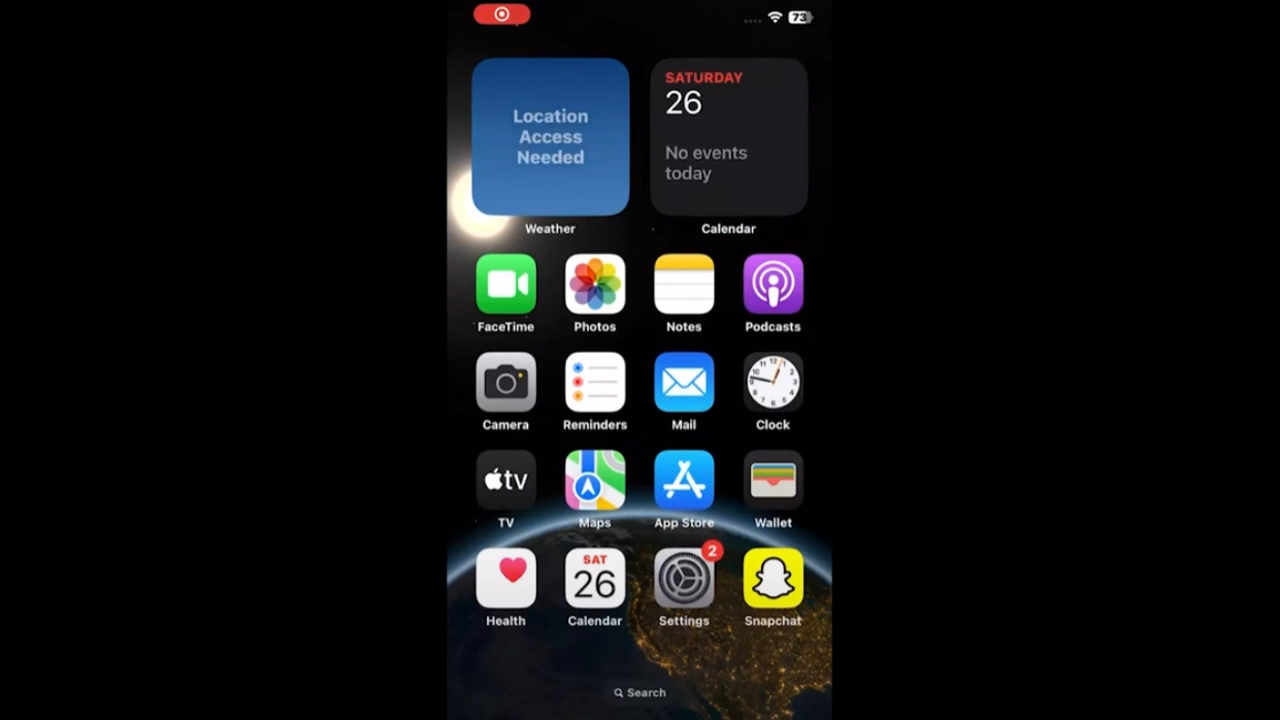 73
Location
Access
Needed
SATURDAY
26
No events
today
Weather
Calendar
FaceTime
Photos
Notes
Podcasts
Camera
Reminders
Mail
Clock
tv
TV
Maps
App Store
Wallet
SAT
26
2
Health
Calendar
Settings
Snapchat
Search